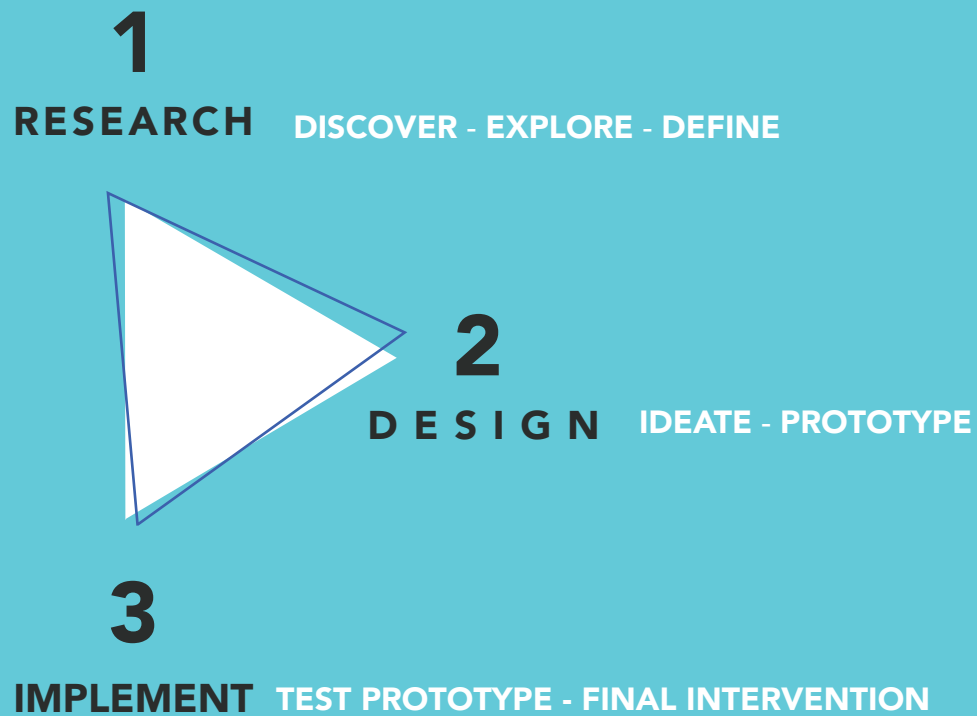 1
RESEARCH DISCOVER - EXPLORE - DEFINE
2
DESIGN IDEATE - PROTOTYPE
3
IMPLEMENT TEST PROTOTYPE - FINAL INTERVENTION